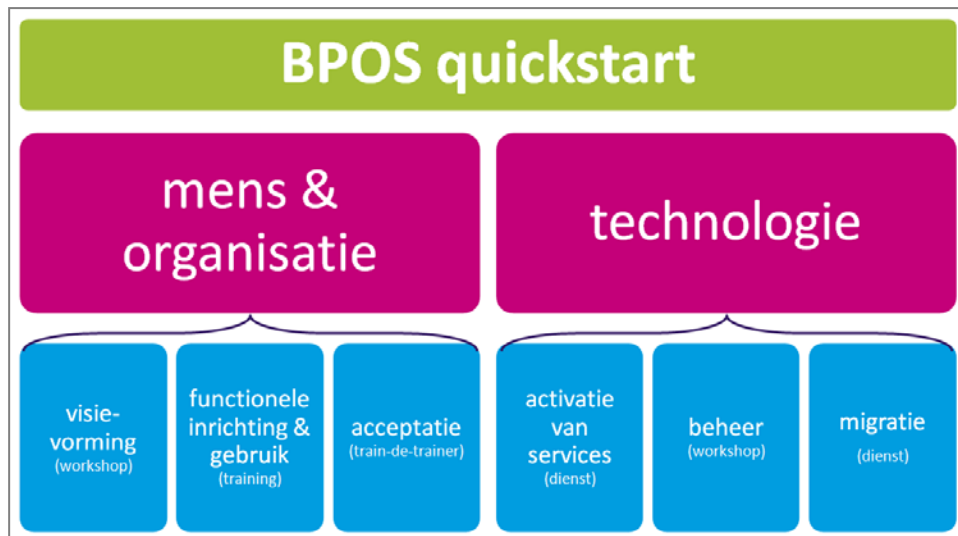 BPOS quickstart
mens &
organisatie
technologie
visie-
vorming
(workshop)
functionele
inrichting &
gebruik
(training)
acceptatie
(train-de-trainer)
activatie
van
services
(dienst)
beheer
(workshop)
migratie
(dienst)